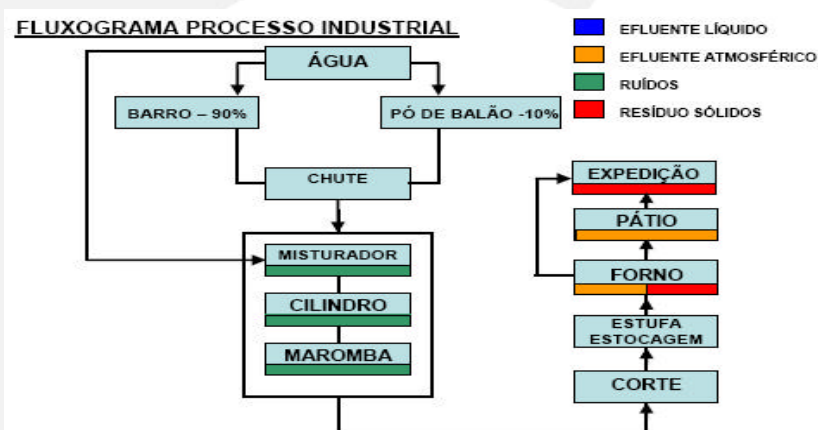 FLUXOGRAMA PROCESSO INDUSTRIAL
EFLUENTE LÍQUIDO
EFLUENTE ATMOSFÉRICO
RUÍDOS
RESÍDUO SÓLIDOS
ÁGUA
BARRO – 90%
PÓ DE BALÃO -10%
CHUTE
MISTURADOR
CILINDRO
MAROMBA
EXPEDIÇÃO
PÁTIO
FORNO
ESTUFA
ESTOCAGEM
CORTE